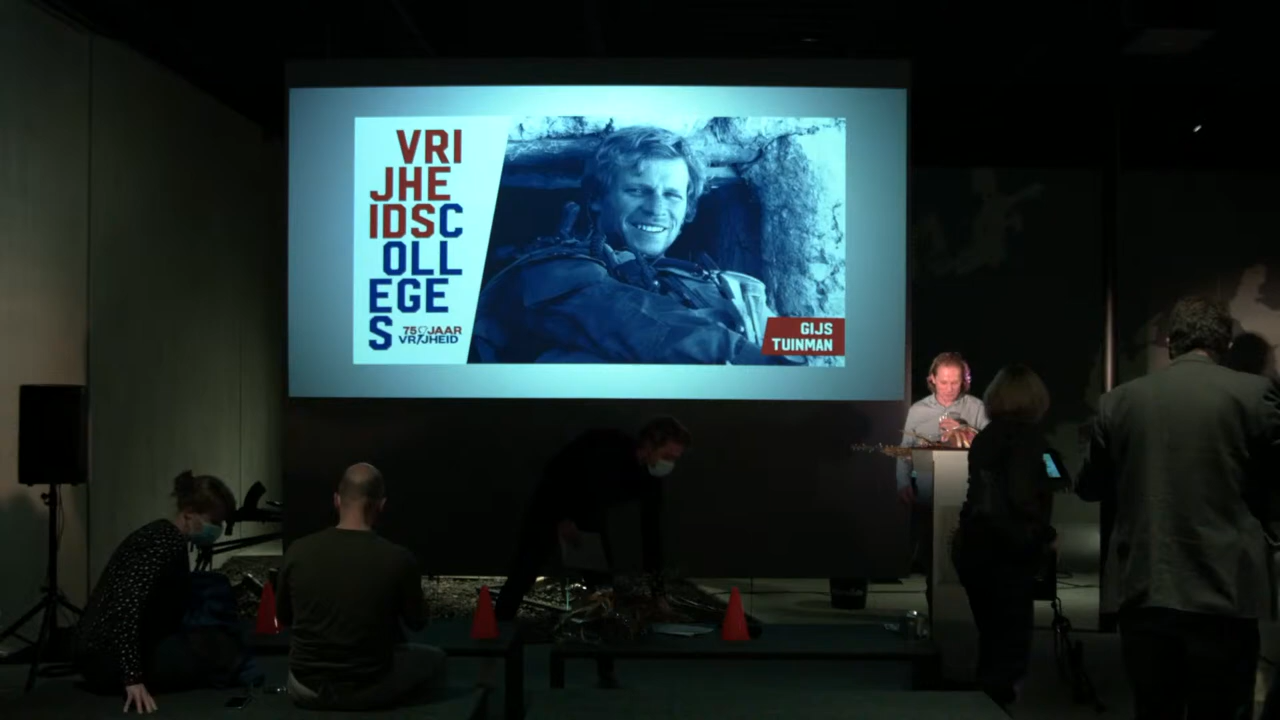 VRI
JHE
IDSC
OLL
EGE
S
75 JAAR
VRIJHEID
GIJS
TUINMAN